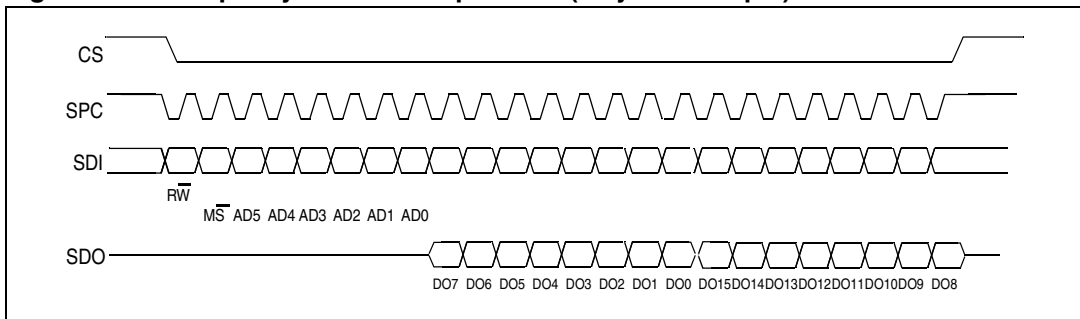 CS
SPC
SDI
RW̅
MS̅ AD5 AD4 AD3 AD2 AD1 AD0
SDO
DO7 DO6 DO5 DO4 DO3 DO2 DO1 DO0 DO15 DO14 DO13 DO12 DO11 DO10 DO9 DO8